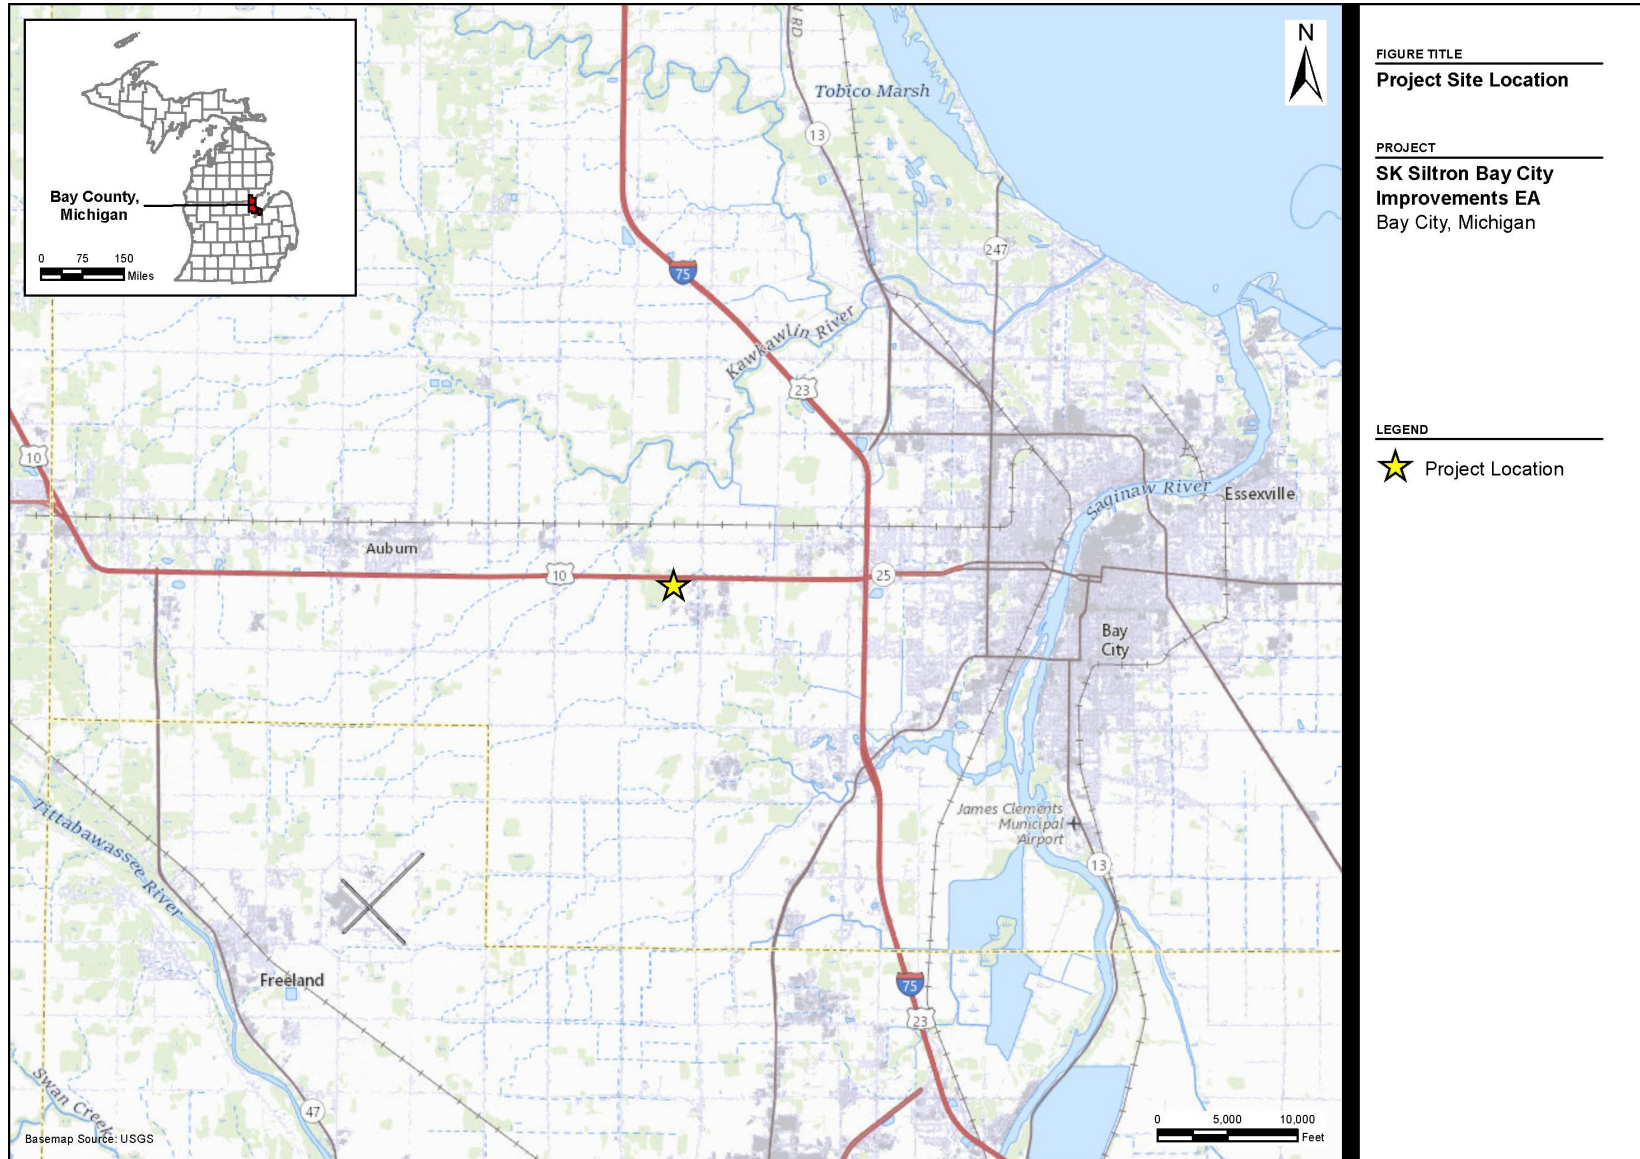 Bay County,
Michigan
0 75 150
Miles
N RD
Tobico Marsh
13
247
75
Kawkawlin River
23
10
Saginaw River
Essexville
Auburn
10
25
Bay
City
James Clements
Municipal
Airport
13
Tittabawassee River
Freeland
75
23
Swan Creek
47
Basemap Source: USGS
0 5,000 10,000
Feet
N
FIGURE TITLE
Project Site Location
PROJECT
SK Siltron Bay City
Improvements EA
Bay City, Michigan
LEGEND
Project Location